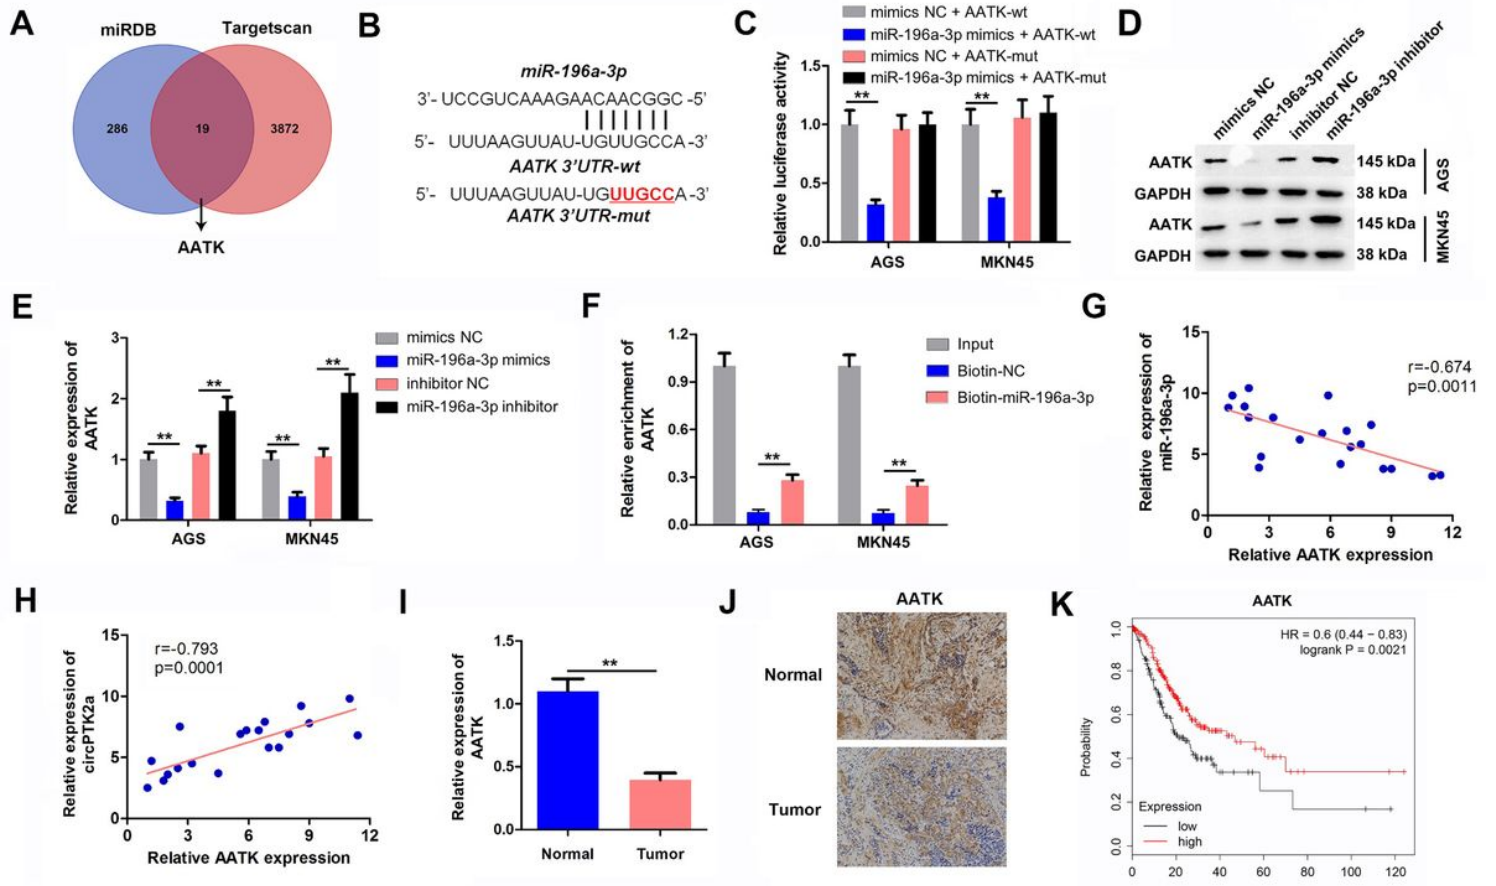 A
miRDB
Targetscan
286
19
3872
AATK
B
miR-196a-3p
3'- UCCGUCAAAGAACAACGGC -5'
5'- UUUAAGUUAU-UGUUGCCA-3'
AATK 3'UTR-wt
5'- UUUAAGUUAU-UGUUGCCA-3'
AATK 3'UTR-mut
C
mimics NC + AATK-wt
miR-196a-3p mimics + AATK-wt
mimics NC + AATK-mut
miR-196a-3p mimics + AATK-mut
Relative luciferase activity
1.5
1.0
0.5
0.0
**
**
AGS
MKN45
D
mimics NC
miR-196a-3p mimics
inhibitor NC
miR-196a-3p inhibitor
AATK
145 kDa
GAPDH
38 kDa
AGS
AATK
145 kDa
GAPDH
38 kDa
MKN45
E
Relative expression of
AATK
3
2
1
0
**
**
**
**
AGS
MKN45
mimics NC
miR-196a-3p mimics
inhibitor NC
miR-196a-3p inhibitor
F
Relative enrichment of
AATK
1.2
0.9
0.6
0.3
0.0
**
**
AGS
MKN45
Input
Biotin-NC
Biotin-miR-196a-3p
G
Relative expression of
miR-196a-3p
15
10
5
0
r=-0.674
p=0.0011
0 3 6 9 12
Relative AATK expression
H
Relative expression of
circPTK2a
15
10
5
0
r=-0.793
p=0.0001
0 3 6 9 12
Relative AATK expression
I
Relative expression of
AATK
1.5
1.0
0.5
0.0
**
Normal
Tumor
J
AATK
Normal
Tumor
K
AATK
HR = 0.6 (0.44 − 0.83)
logrank P = 0.0021
Probability
1.0
0.8
0.6
0.4
0.2
0.0
Expression
low
high
0 20 40 60 80 100 120